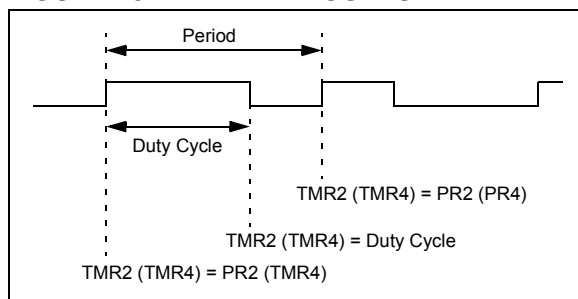 Period
Duty Cycle
TMR2 (TMR4) = PR2 (PR4)
TMR2 (TMR4) = Duty Cycle
TMR2 (TMR4) = PR2 (TMR4)